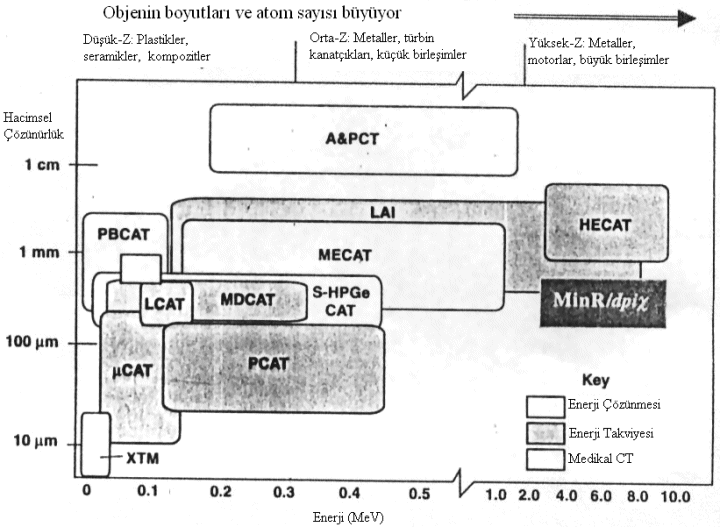 Objenin boyutları ve atom sayısı büyüyor
Düşük-Z: Plastikler,
seramikler, kompozitler
Orta-Z: Metaller, türbin
kanatçıkları, küçük birleşimler
Yüksek-Z: Metaller,
motorlar, büyük birleşimler
Hacimsel
Çözünürlük
A&PCT
1 cm
LAI
HECAT
PBCAT
1 mm
MECAT
LCAT
MDCAT
S-HPGe
CAT
MinR/dpiχ
100 µm
µCAT
PCAT
Key
Enerji Çözünmesi
Enerji Takviyesi
Medikal CT
10 µm
XTM
0 0.1 0.2 0.3 0.4 0.5 1.0 2.0 4.0 6.0 8.0 10.0
Enerji (MeV)